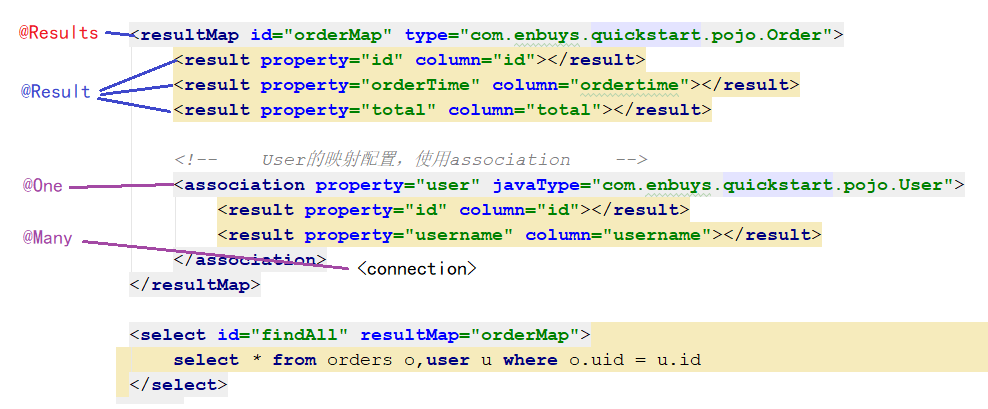 @Results <resultMap id="orderMap" type="com.enbuys.quickstart.pojo.Order">
<result property="id" column="id"></result>
@Result <result property="orderTime" column="ordertime"></result>
<result property="total" column="total"></result>
<!-- User的映射配置，使用association -->
@One <association property="user" javaType="com.enbuys.quickstart.pojo.User">
<result property="id" column="id"></result>
@Many <result property="username" column="username"></result>
</association>
<connection>
</resultMap>
<select id="findAll" resultMap="orderMap">
select * from orders o,user u where o.uid = u.id
</select>